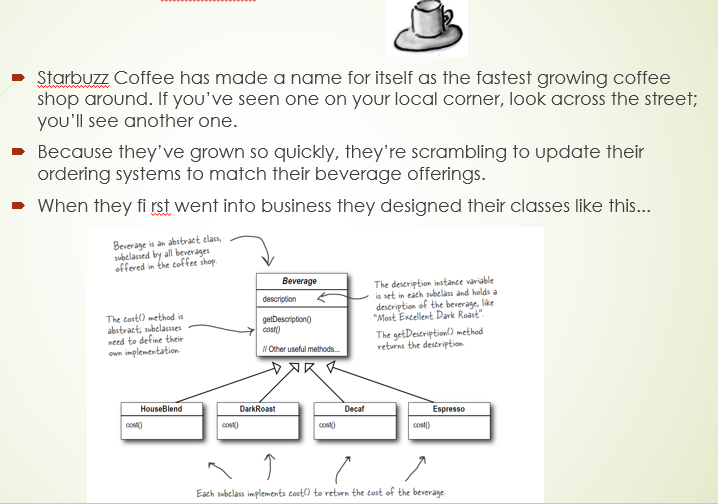 Starbuzz Coffee has made a name for itself as the fastest growing coffee
shop around. If you’ve seen one on your local corner, look across the street;
you’ll see another one.
Because they’ve grown so quickly, they’re scrambling to update their
ordering systems to match their beverage offerings.
When they fi rst went into business they designed their classes like this...
Beverage is an abstract class,
subclassed by all beverages
offered in the coffee shop.
Beverage
description
getDescription()
cost()
// Other useful methods...
The cost() method is
abstract; subclassses
need to define their
own implementation.
The description instance variable
is set in each subclass and holds a
description of the beverage, like
"Most Excellent Dark Roast".
The getDescription() method
returns the description.
HouseBlend
cost()
DarkRoast
cost()
Decaf
cost()
Espresso
cost()
Each subclass implements cost() to return the cost of the beverage.